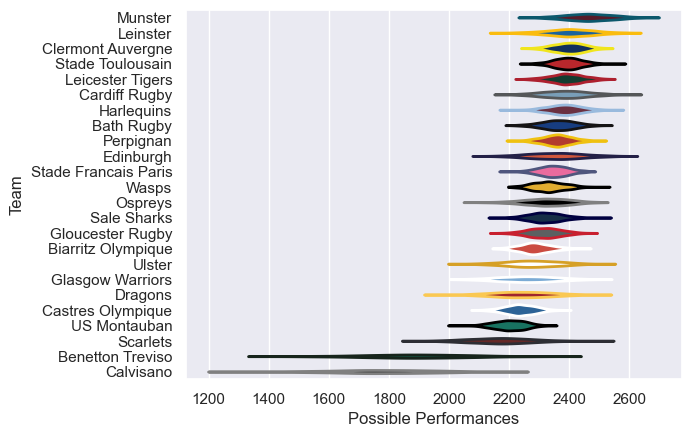 Munster
Leinster
Clermont Auvergne
Stade Toulousain
Leicester Tigers
Cardiff Rugby
Harlequins
Bath Rugby
Perpignan
Edinburgh
Stade Francais Paris
Wasps
Ospreys
Sale Sharks
Gloucester Rugby
Biarritz Olympique
Ulster
Glasgow Warriors
Dragons
Castres Olympique
US Montauban
Scarlets
Benetton Treviso
Calvisano
Team
1200 1400 1600 1800 2000 2200 2400 2600
Possible Performances